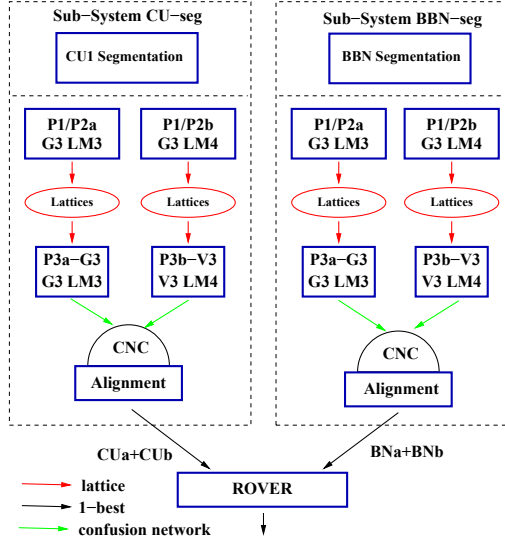 Sub−System CU−seg
CU1 Segmentation
P1/P2a
G3 LM3
P1/P2b
G3 LM4
Lattices
Lattices
P3a−G3
G3 LM3
P3b−V3
V3 LM4
CNC
Alignment
CUa+CUb
Sub−System BBN−seg
BBN Segmentation
P1/P2a
G3 LM3
P1/P2b
G3 LM4
Lattices
Lattices
P3a−G3
G3 LM3
P3b−V3
V3 LM4
CNC
Alignment
BNa+BNb
ROVER
lattice
1−best
confusion network